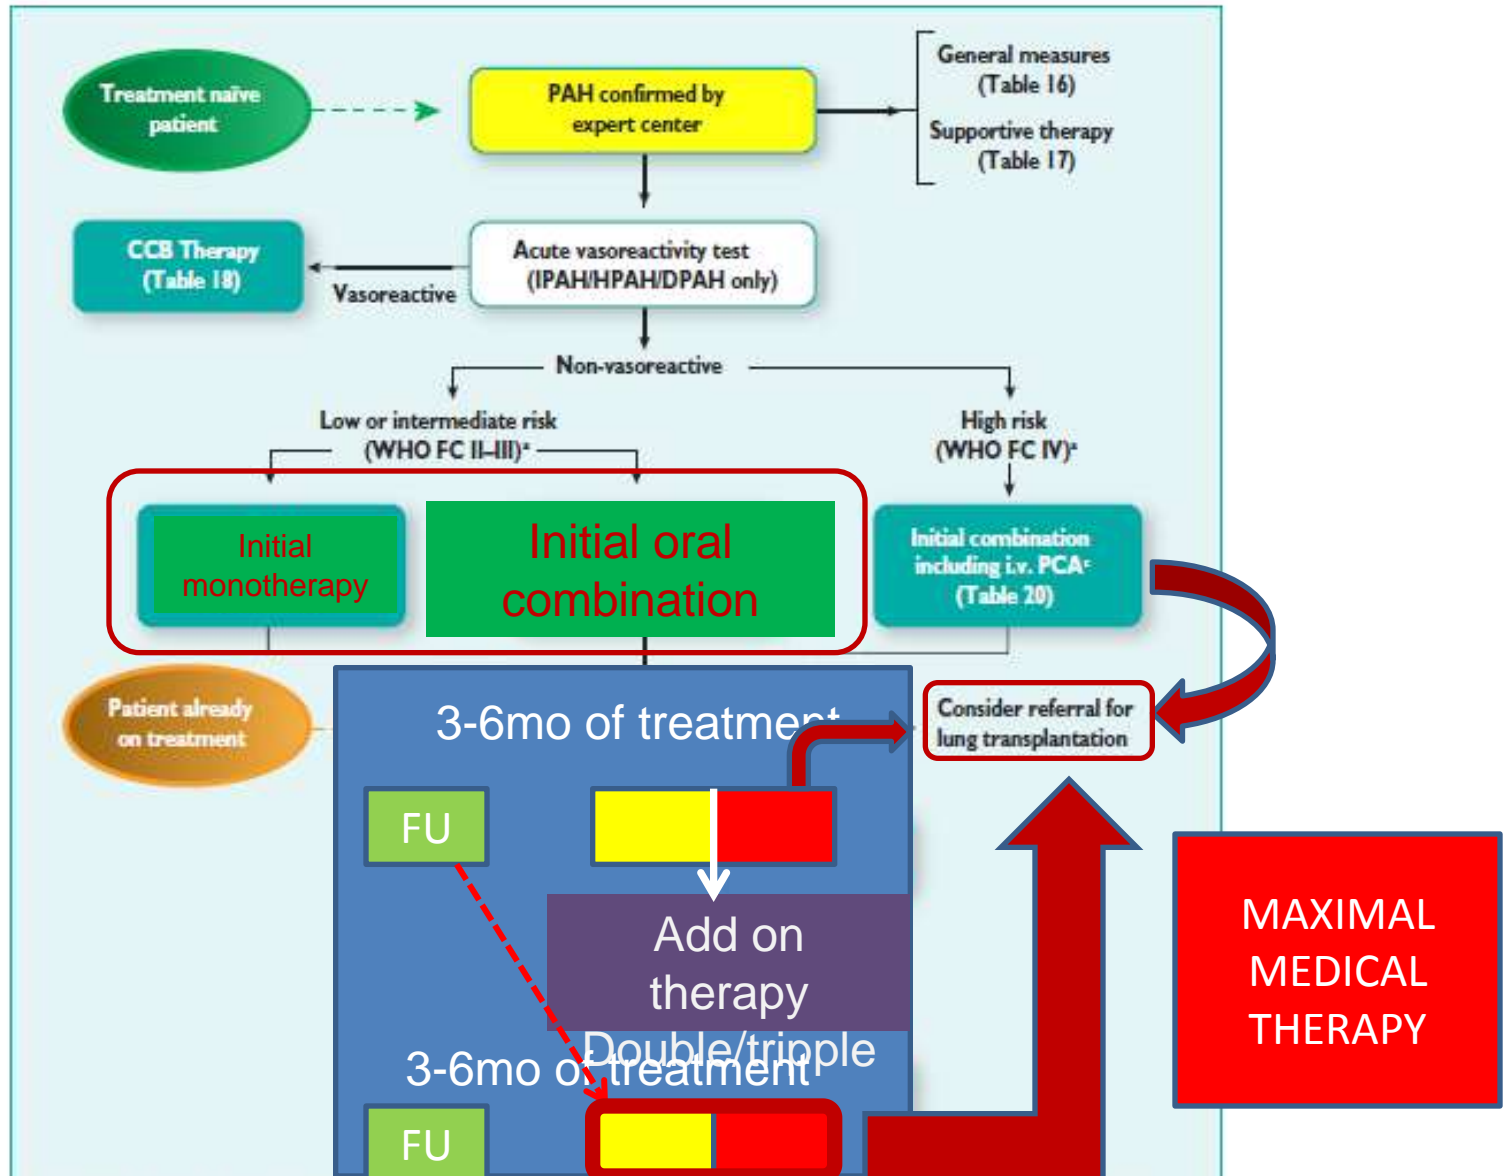 Treatment naïve
patient
PAH confirmed by
expert center
General measures
(Table 16)
Supportive therapy
(Table 17)
CCB Therapy
(Table 18)
Vasoreactive
Acute vasoreactivity test
(IPAH/HPAH/DPAH only)
Non-vasoreactive
Low or intermediate risk
(WHO FC II–III)ᵃ
High risk
(WHO FC IV)ᵃ
Initial
monotherapy
Initial oral
combination
Initial combination
including i.v. PCAᶜ
(Table 20)
Patient already
on treatment
3-6mo of treatment
Consider referral for
lung transplantation
FU
Add on
therapy
Double/tripple
3-6mo of treatment
FU
MAXIMAL
MEDICAL
THERAPY